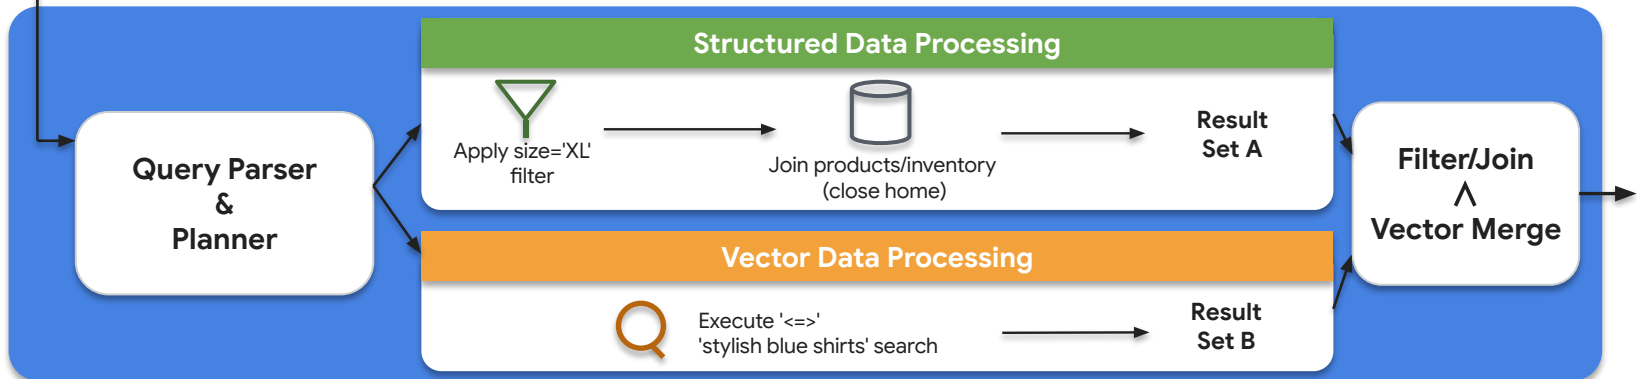 Structured Data Processing
Apply size='XL'
filter
Join products/inventory
(close home)
Result
Set A
Query Parser
&
Planner
Filter/Join
⋀
Vector Merge
Vector Data Processing
Execute '<=>'
'stylish blue shirts' search
Result
Set B